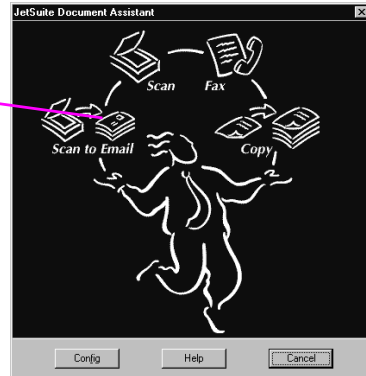 JetSuite Document Assistant
Scan Fax
Scan to Email Copy
Config Help Cancel